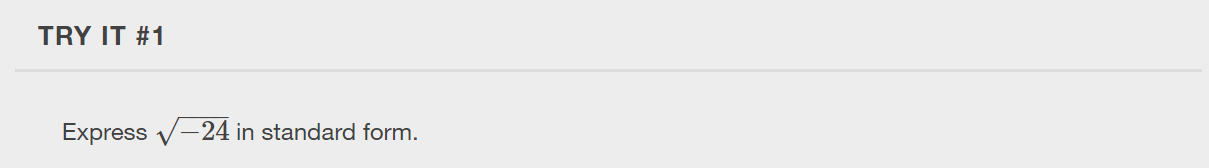 TRY IT #1
Express √−24 in standard form.